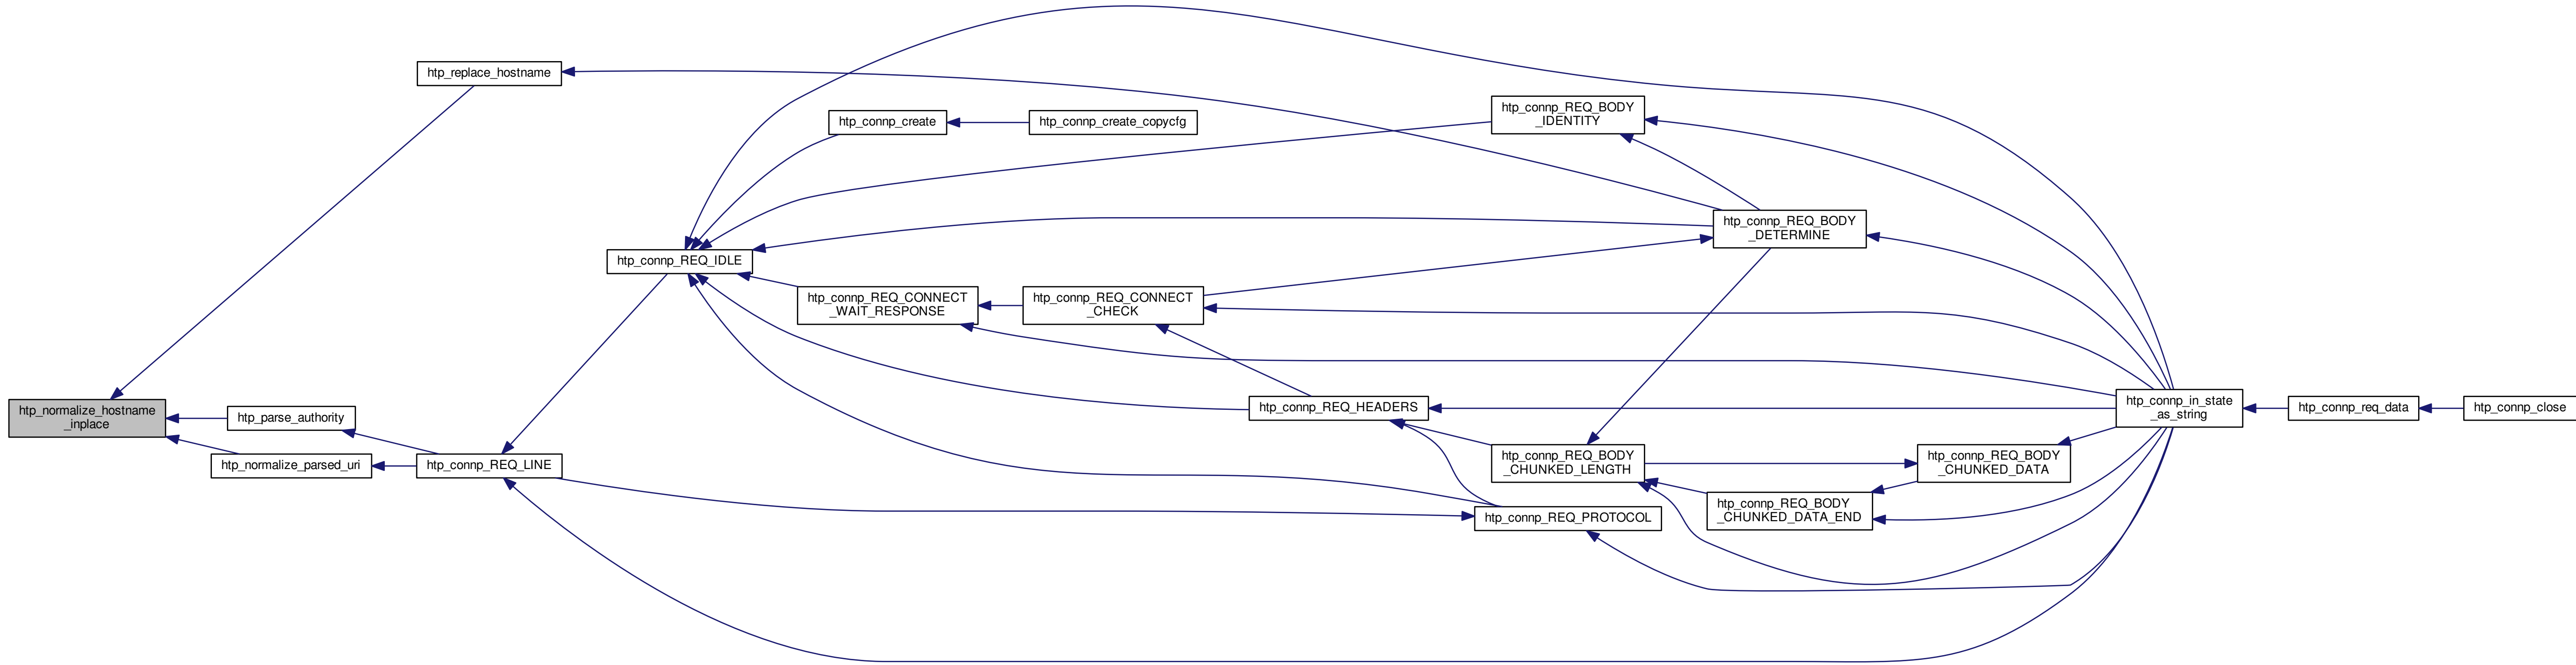 htp_replace_hostname
htp_connp_create
htp_connp_create_copycfg
htp_connp_REQ_BODY
_IDENTITY
htp_connp_REQ_BODY
_DETERMINE
htp_connp_REQ_IDLE
htp_connp_REQ_CONNECT
_WAIT_RESPONSE
htp_connp_REQ_CONNECT
_CHECK
htp_normalize_hostname
_inplace
htp_parse_authority
htp_normalize_parsed_uri
htp_connp_REQ_LINE
htp_connp_REQ_HEADERS
htp_connp_REQ_BODY
_CHUNKED_LENGTH
htp_connp_REQ_PROTOCOL
htp_connp_REQ_BODY
_CHUNKED_DATA_END
htp_connp_REQ_BODY
_CHUNKED_DATA
htp_connp_in_state
_as_string
htp_connp_req_data
htp_connp_close